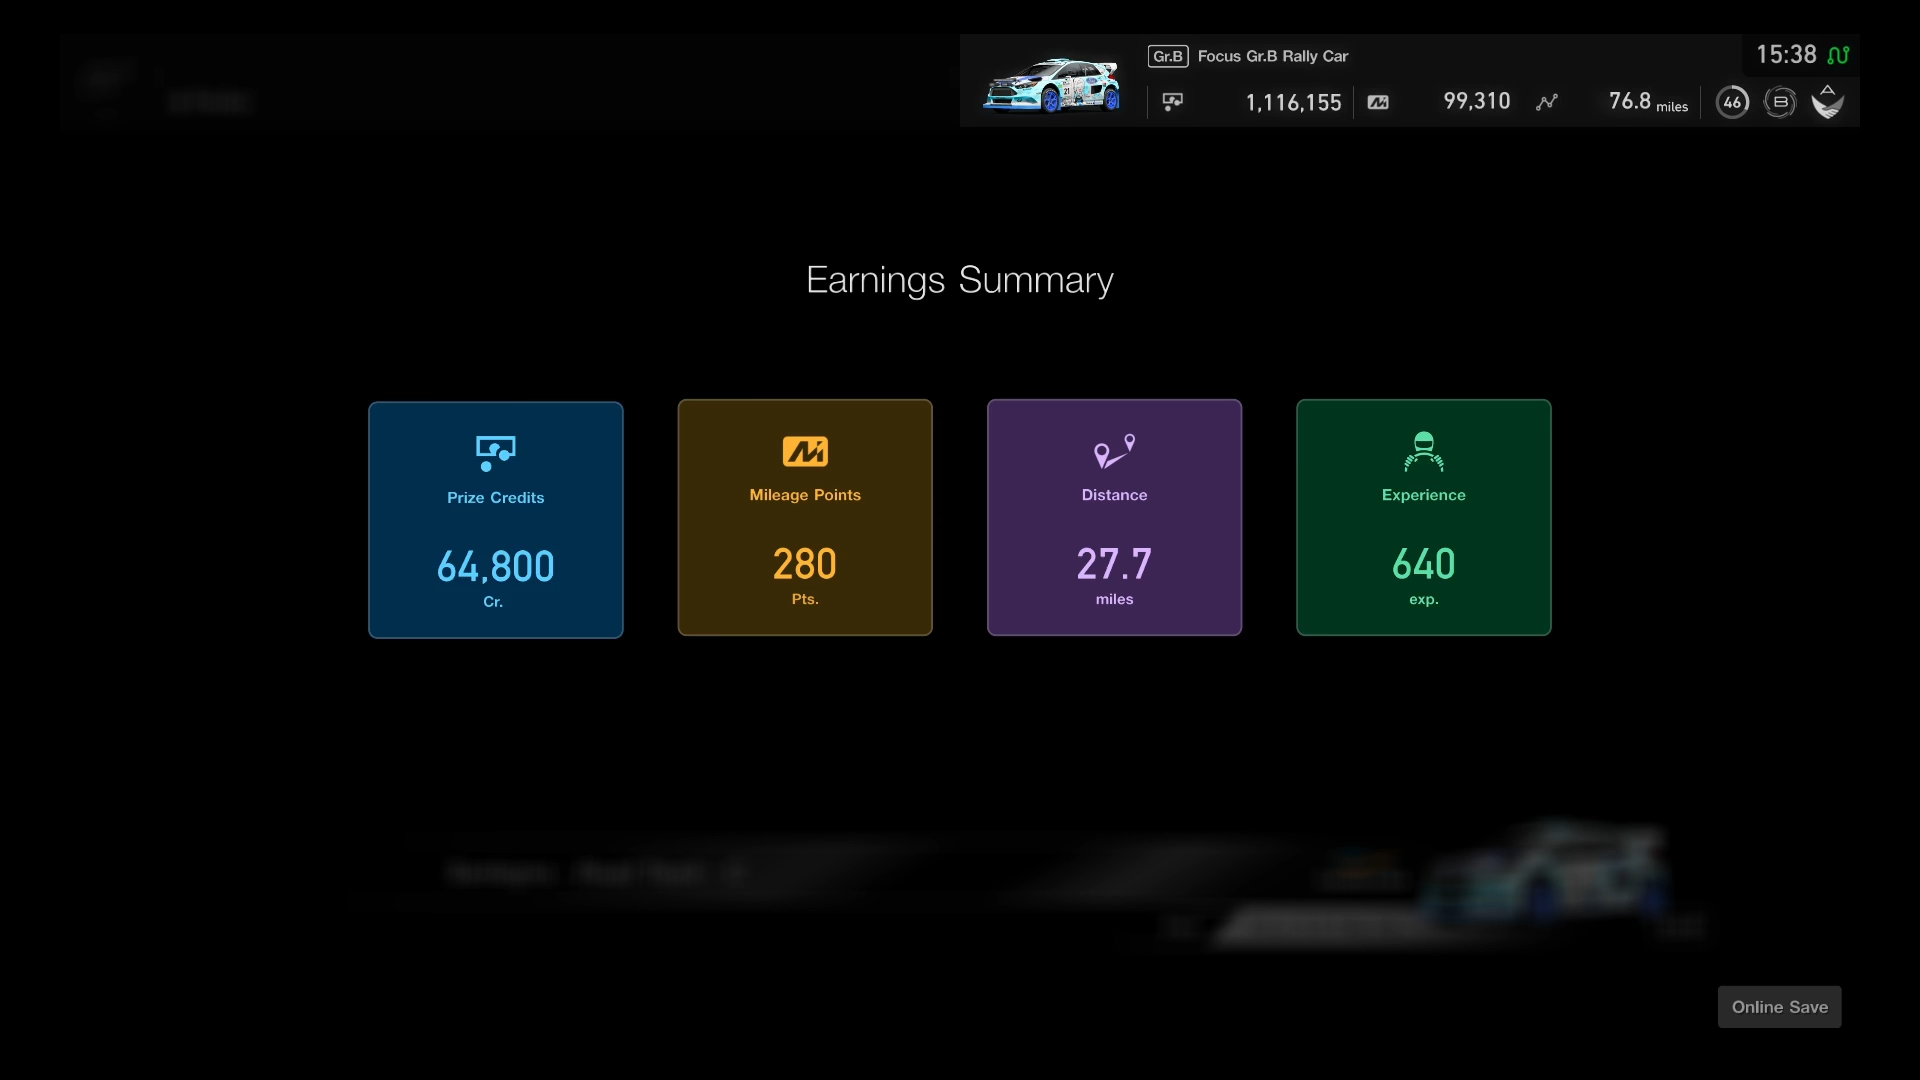 Gr.B Focus Gr.B Rally Car
15:38
1,116,155
99,310
76.8 miles
46
B
Earnings Summary
Prize Credits
64,800
Cr.
Mileage Points
280
Pts.
Distance
27.7
miles
Experience
640
exp.
Online Save